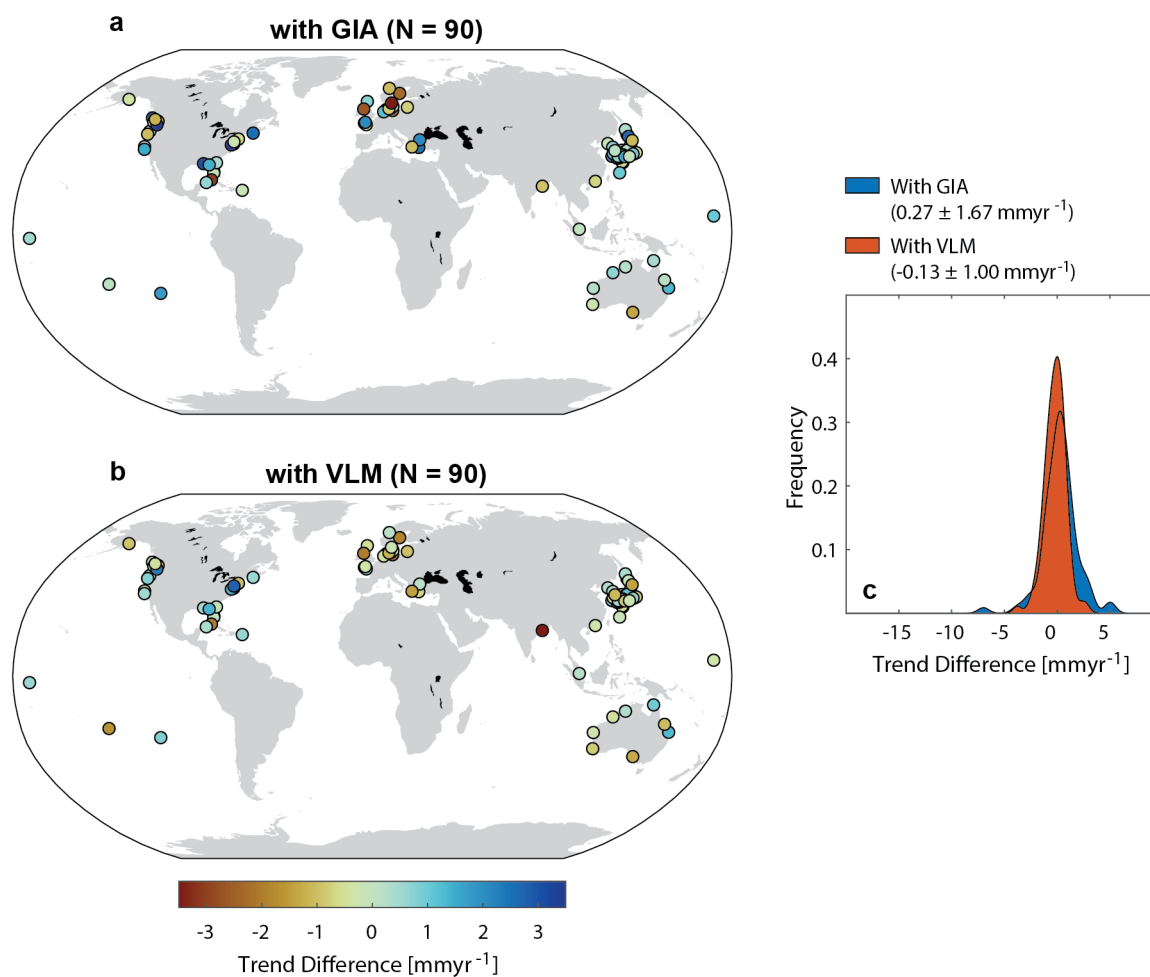 a
with GIA (N = 90)
b
with VLM (N = 90)
-3 -2 -1 0 1 2 3
Trend Difference [mmyr⁻¹]
With GIA
(0.27 ± 1.67 mmyr ⁻¹)
With VLM
(-0.13 ± 1.00 mmyr⁻¹)
0.4
0.3
0.2
0.1
Frequency
c
-15 -10 -5 0 5
Trend Difference [mmyr⁻¹]